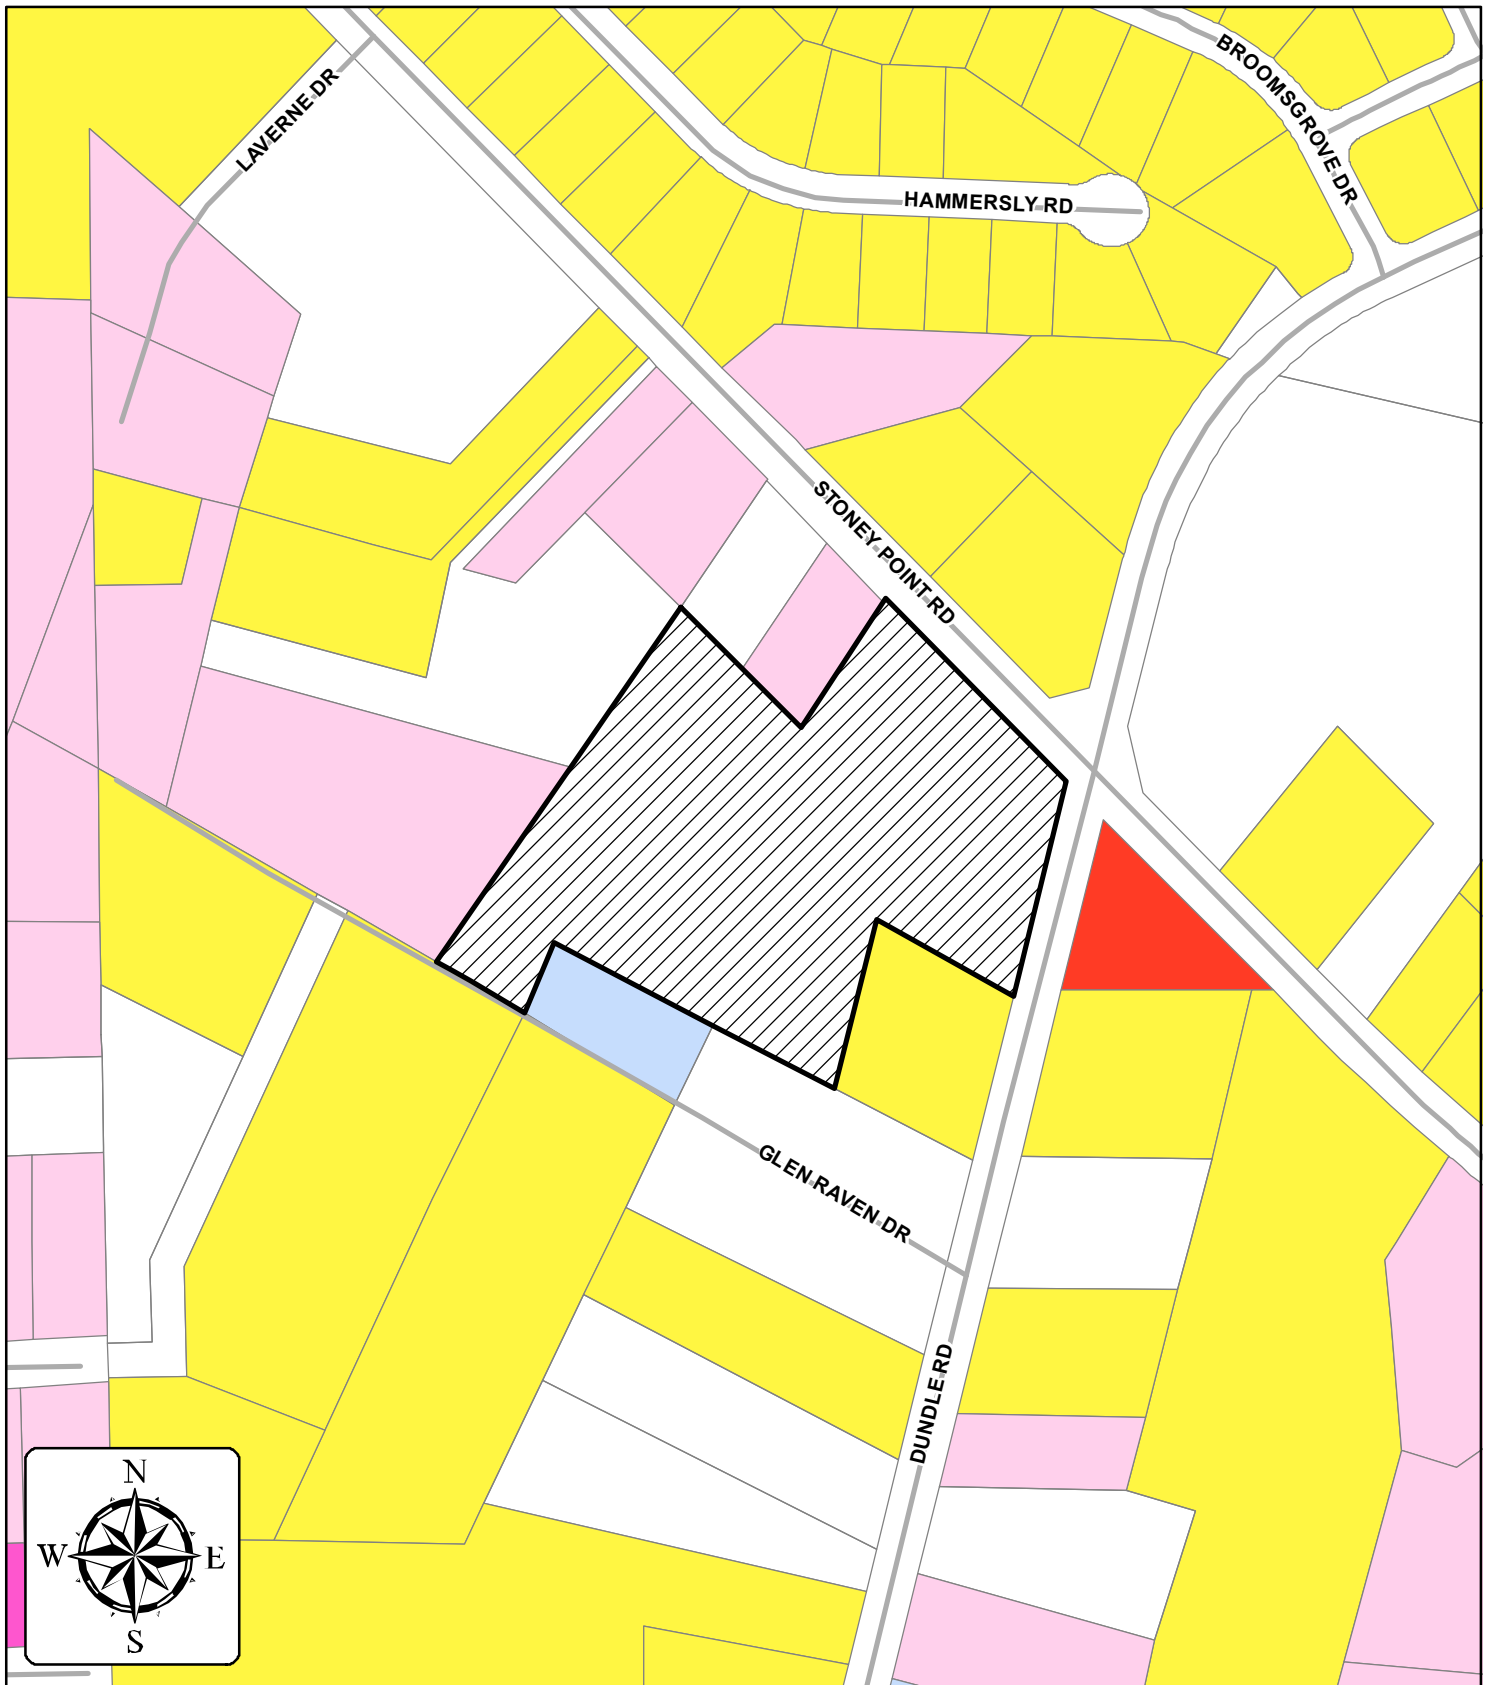 LAVERNE DR
BROOMSGROVE DR
HAMMERSLY RD
STONEY POINT RD
GLEN RAVEN DR
DUNDLE RD
N
W E
S